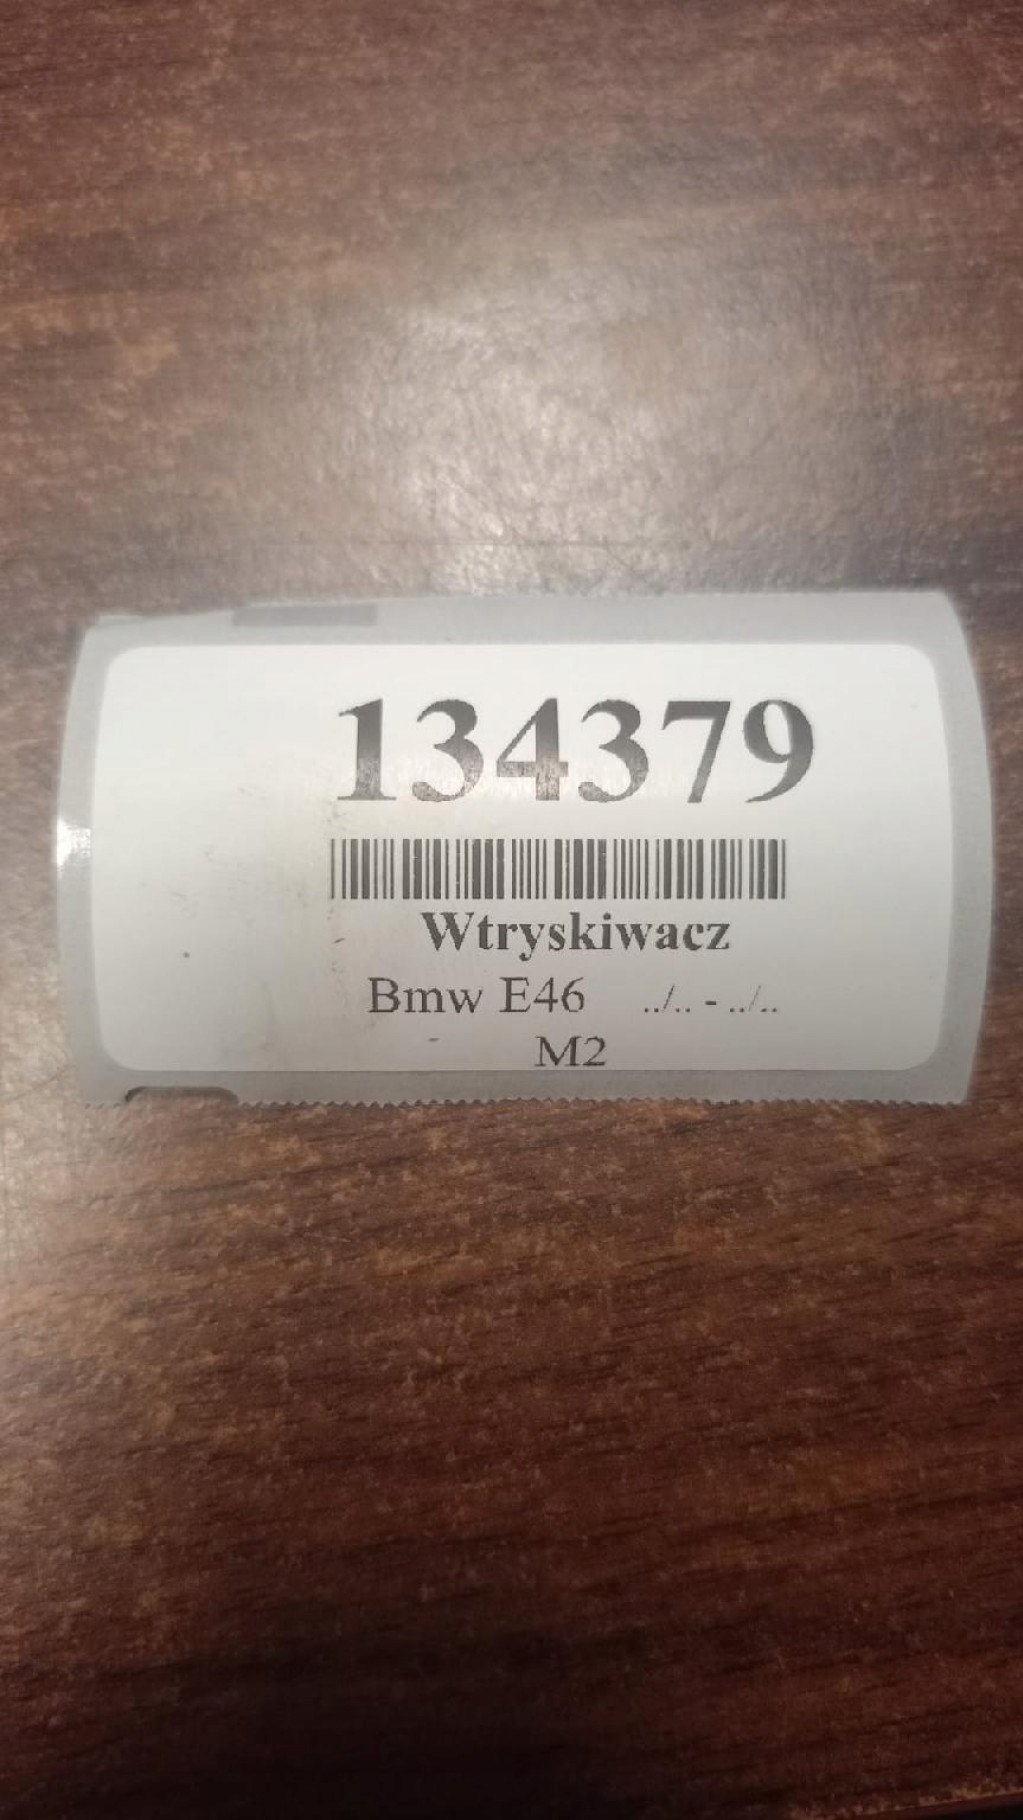 134379
Wtryskiwacz
Bmw E46 ../.. - ../..
M2